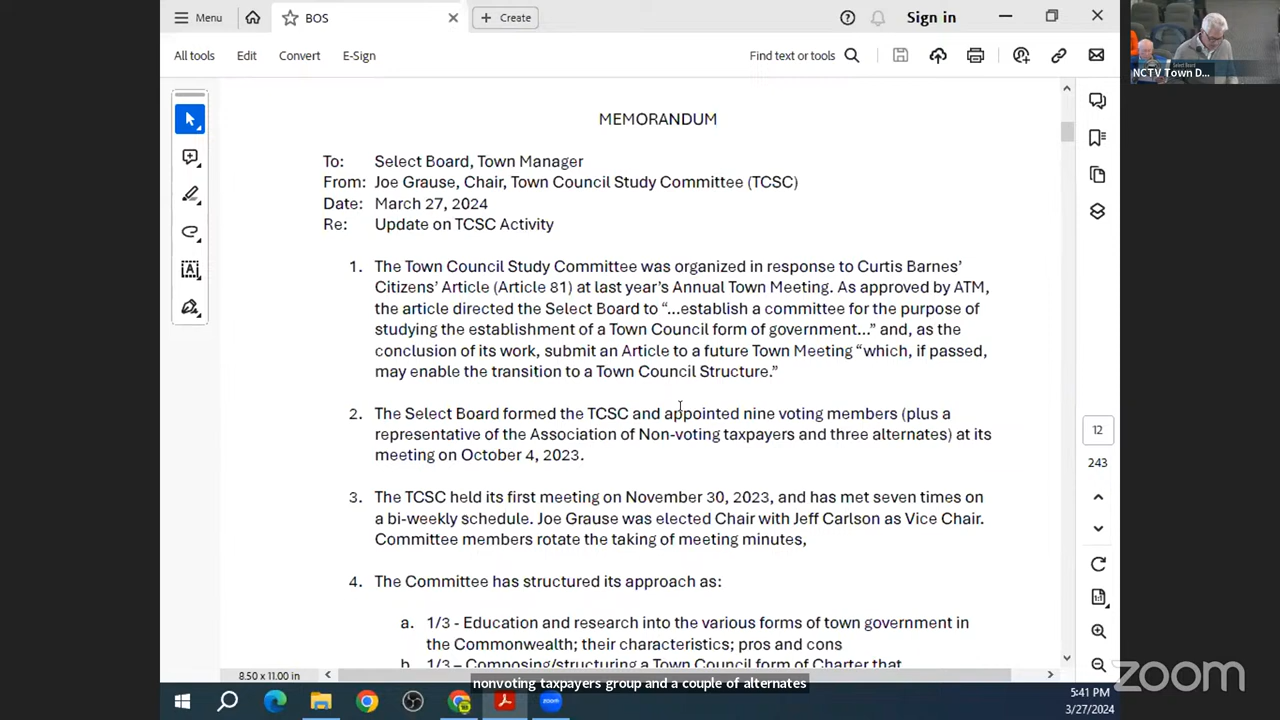 Menu
BOS
Create
Sign in
All tools
Edit
Convert
E-Sign
Find text or tools
NCTV Town D...
MEMORANDUM
To: Select Board, Town Manager
From: Joe Grause, Chair, Town Council Study Committee (TCSC)
Date: March 27, 2024
Re: Update on TCSC Activity
1. The Town Council Study Committee was organized in response to Curtis Barnes’
Citizens’ Article (Article 81) at last year’s Annual Town Meeting. As approved by ATM,
the article directed the Select Board to “...establish a committee for the purpose of
studying the establishment of a Town Council form of government...” and, as the
conclusion of its work, submit an Article to a future Town Meeting “which, if passed,
may enable the transition to a Town Council Structure.”
2. The Select Board formed the TCSC and appointed nine voting members (plus a
representative of the Association of Non-voting taxpayers and three alternates) at its
meeting on October 4, 2023.
3. The TCSC held its first meeting on November 30, 2023, and has met seven times on
a bi-weekly schedule. Joe Grause was elected Chair with Jeff Carlson as Vice Chair.
Committee members rotate the taking of meeting minutes,
4. The Committee has structured its approach as:
a. 1/3 - Education and research into the various forms of town government in
the Commonwealth; their characteristics; pros and cons
b. 1/3 – Composing/structuring a Town Council form of Charter that
12
243
8.50 x 11.00 in
nonvoting taxpayers group and a couple of alternates
zoom
5:41 PM
3/27/2024